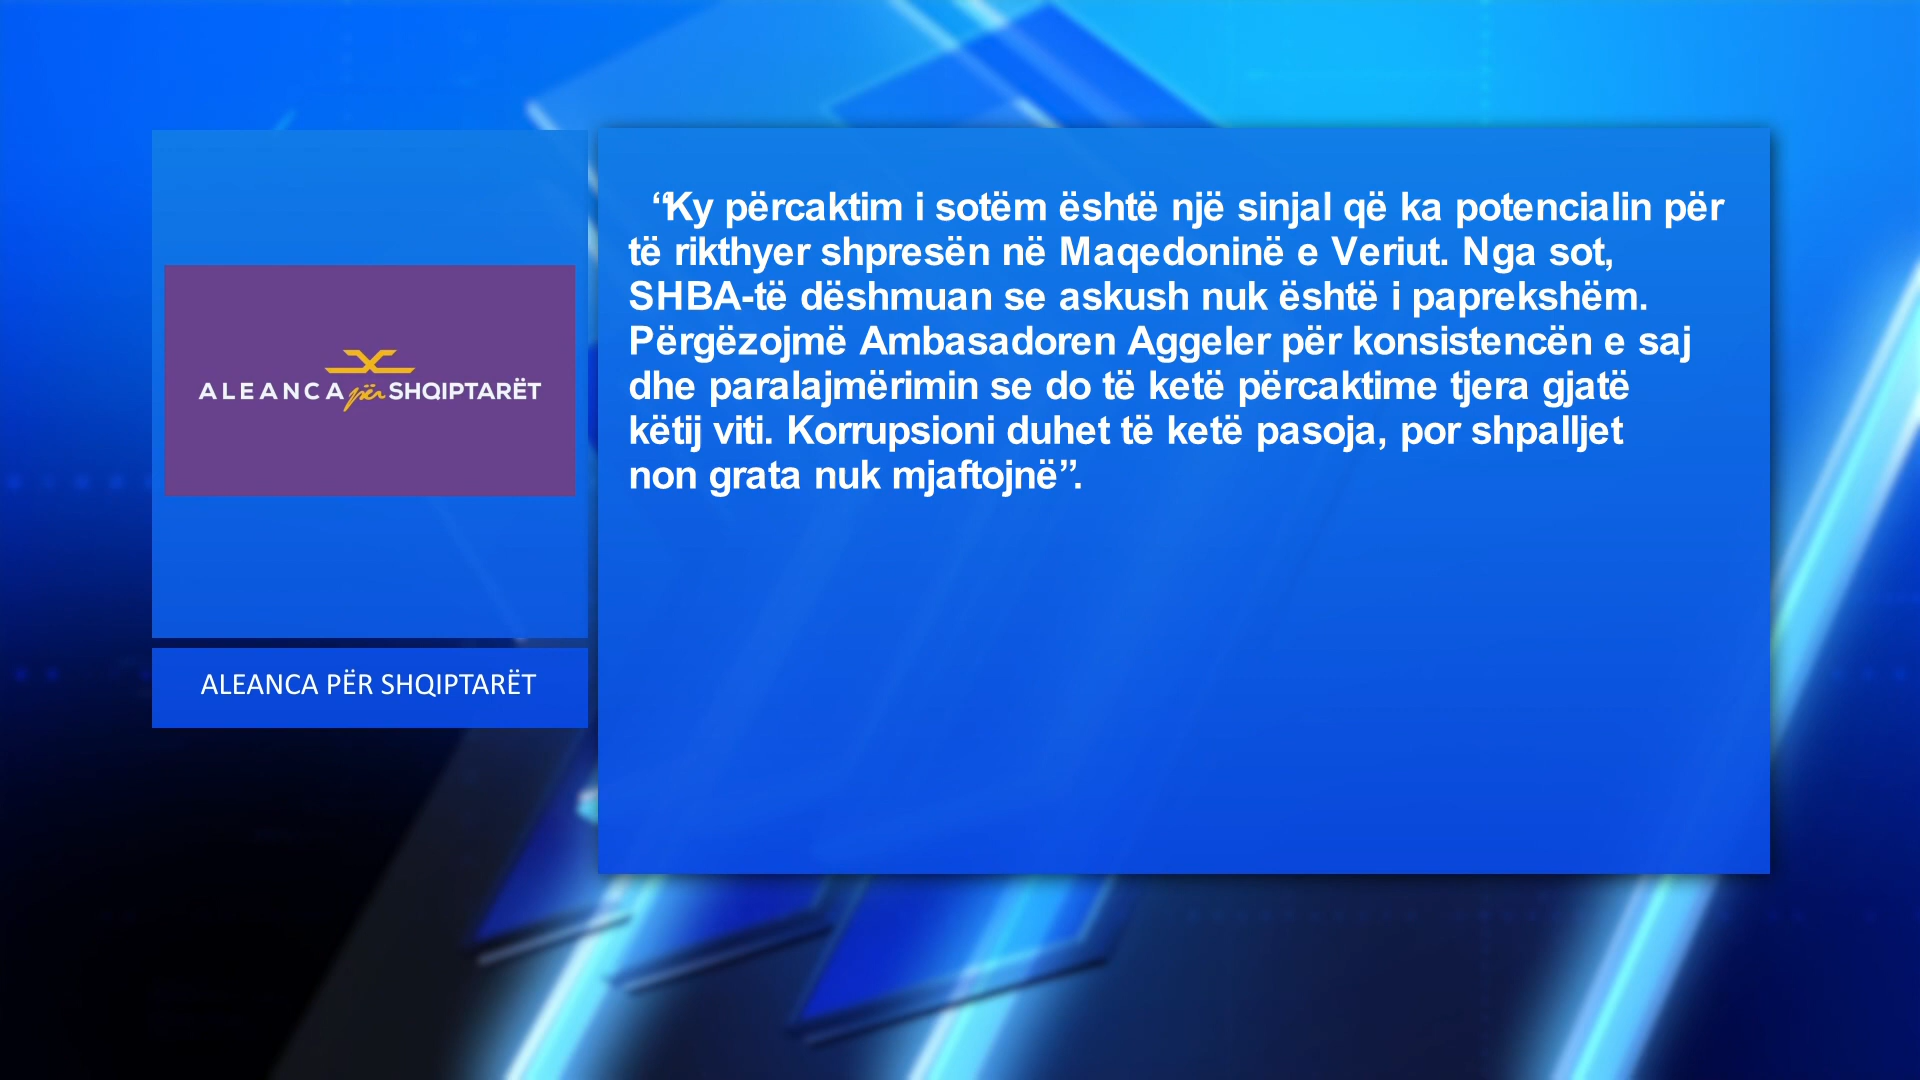 ALEANCA për SHQIPTARËT
ALEANCA PËR SHQIPTARËT
“Ky përcaktim i sotëm është një sinjal që ka potencialin për
të rikthyer shpresën në Maqedoninë e Veriut. Nga sot,
SHBA-të dëshmuan se askush nuk është i paprekshëm.
Përgëzojmë Ambasadoren Aggeler për konsistencën e saj
dhe paralajmërimin se do të ketë përcaktime tjera gjatë
këtij viti. Korrupsioni duhet të ketë pasoja, por shpalljet
non grata nuk mjaftojnë”.